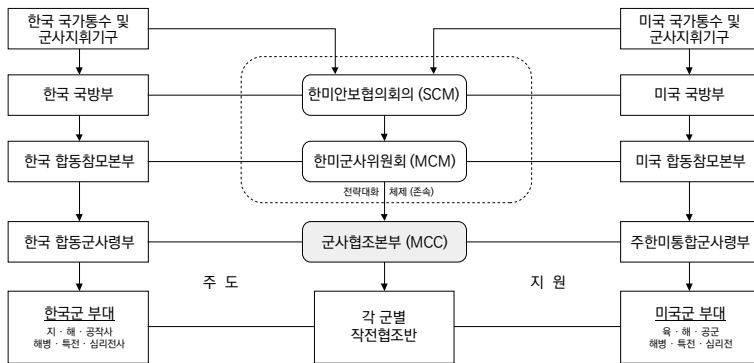 한국 국가통수 및
군사지휘기구
미국 국가통수 및
군사지휘기구
한국 국방부
한미안보협의회의 (SCM)
미국 국방부
한국 합동참모본부
한미군사위원회 (MCM)
미국 합동참모본부
전략대화 체제 (존속)
한국 합동군사령부
군사협조본부 (MCC)
주한미통합군사령부
주 도
지 원
한국군 부대
지 · 해 · 공작사
해병 · 특전 · 심리전사
각 군별
작전협조반
미국군 부대
육 · 해 · 공군
해병 · 특전 · 심리전